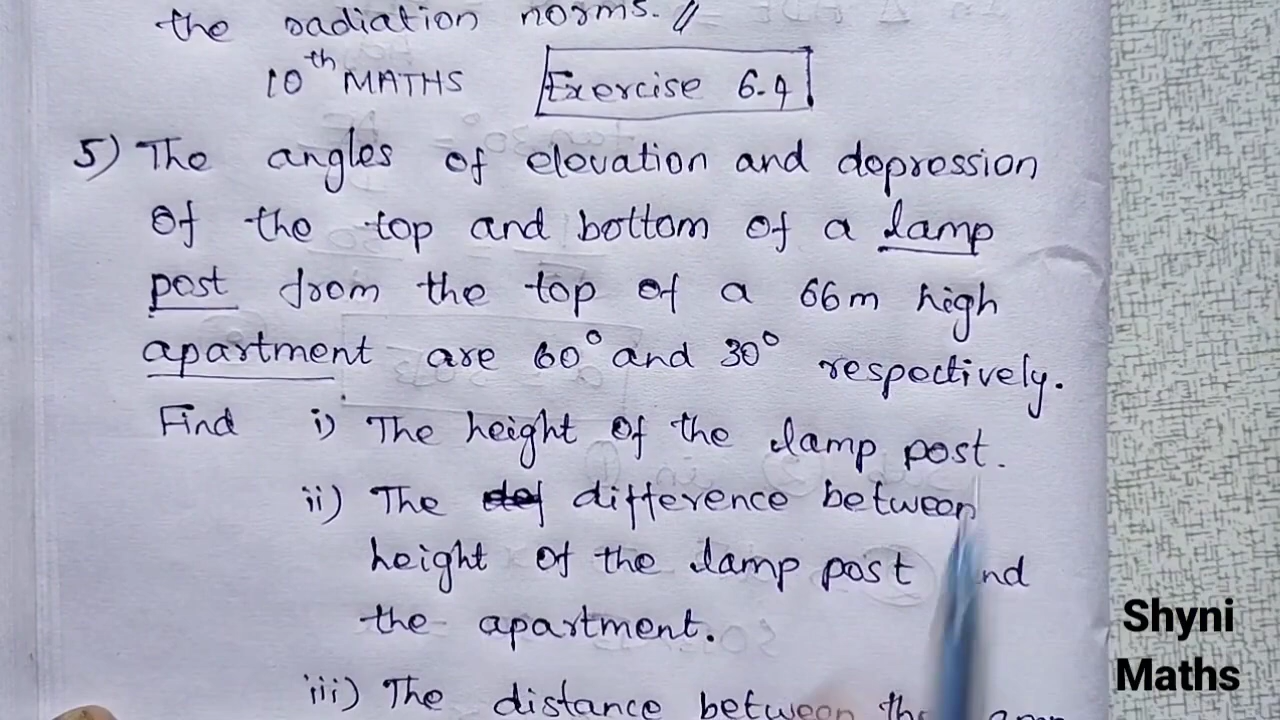 the radiation norms. //
10th MATHS Exercise 6.4
5) The angles of elevation and depression
of the top and bottom of a lamp
post from the top of a 66m high
apartment are 60° and 30° respectively.
Find i) The height of the lamp post.
ii) The difference between
height of the lamp post nd
the apartment.
iii) The distance between the
Shyni
Maths